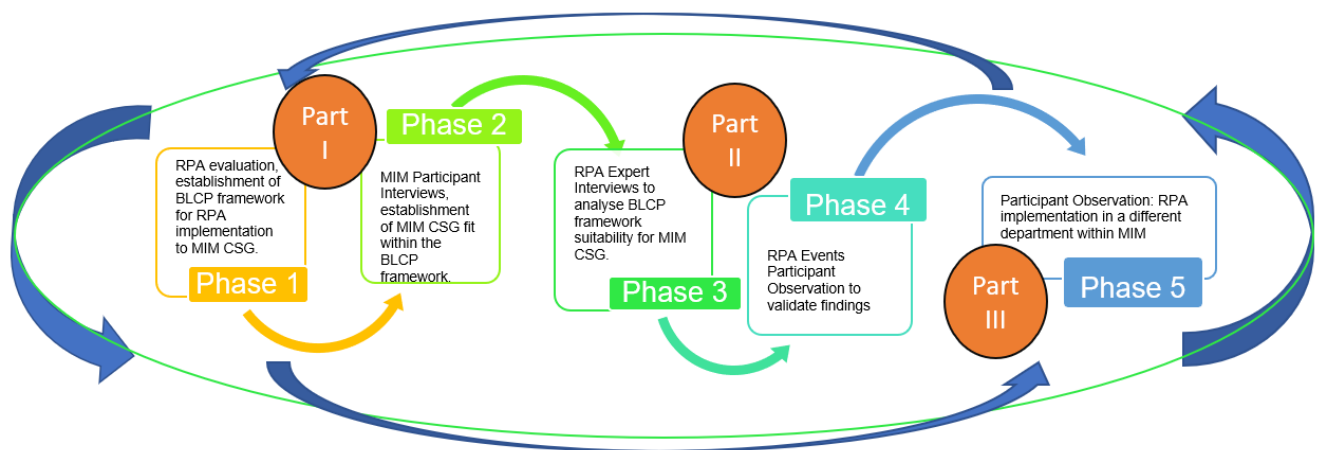 Part
I
RPA evaluation,
establishment of
BLCP framework
for RPA
implementation
to MIM CSG.
Phase 1
Phase 2
MIM Participant
Interviews,
establishment
of MIM CSG fit
within the
BLCP
framework.
RPA Expert
Interviews to
analyse BLCP
framework
suitability for MIM
CSG.
Phase 3
Part
II
Phase 4
RPA Events
Participant
Observation to
validate findings
Participant Observation: RPA
implementation in a different
department within MIM
Phase 5
Part
III